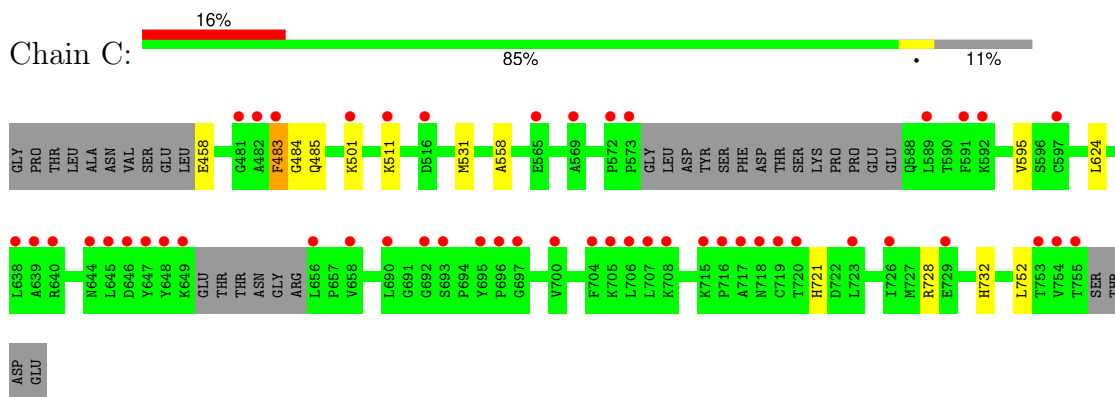 16%
Chain C:
85% • 11%
GLY PRO THR LEU ALA ASN VAL SER GLU LEU E458 G481 A482 F483 G484 Q485 K501 K511 D516 M531 A558 E565 A569 P572 P573 GLY LEU ASP TYR SER PHE ASP THR SER LYS PRO PRO GLU GLU Q588 L589 T590 F591 K592 V595 S596 C597 L624
L638 A639 R640 N644 L645 D646 Y647 Y648 K649 GLU THR THR ASN GLY ARG L656 P657 V658 L690 G691 G692 S693 P694 Y695 P696 G697 V700 F704 K705 L706 L707 K708 K715 P716 A717 N718 C719 T720 H721 D722 L723 I726 M727 R728 E729 H732 L752 T753 V754 T755 SER THR
ASP GLU